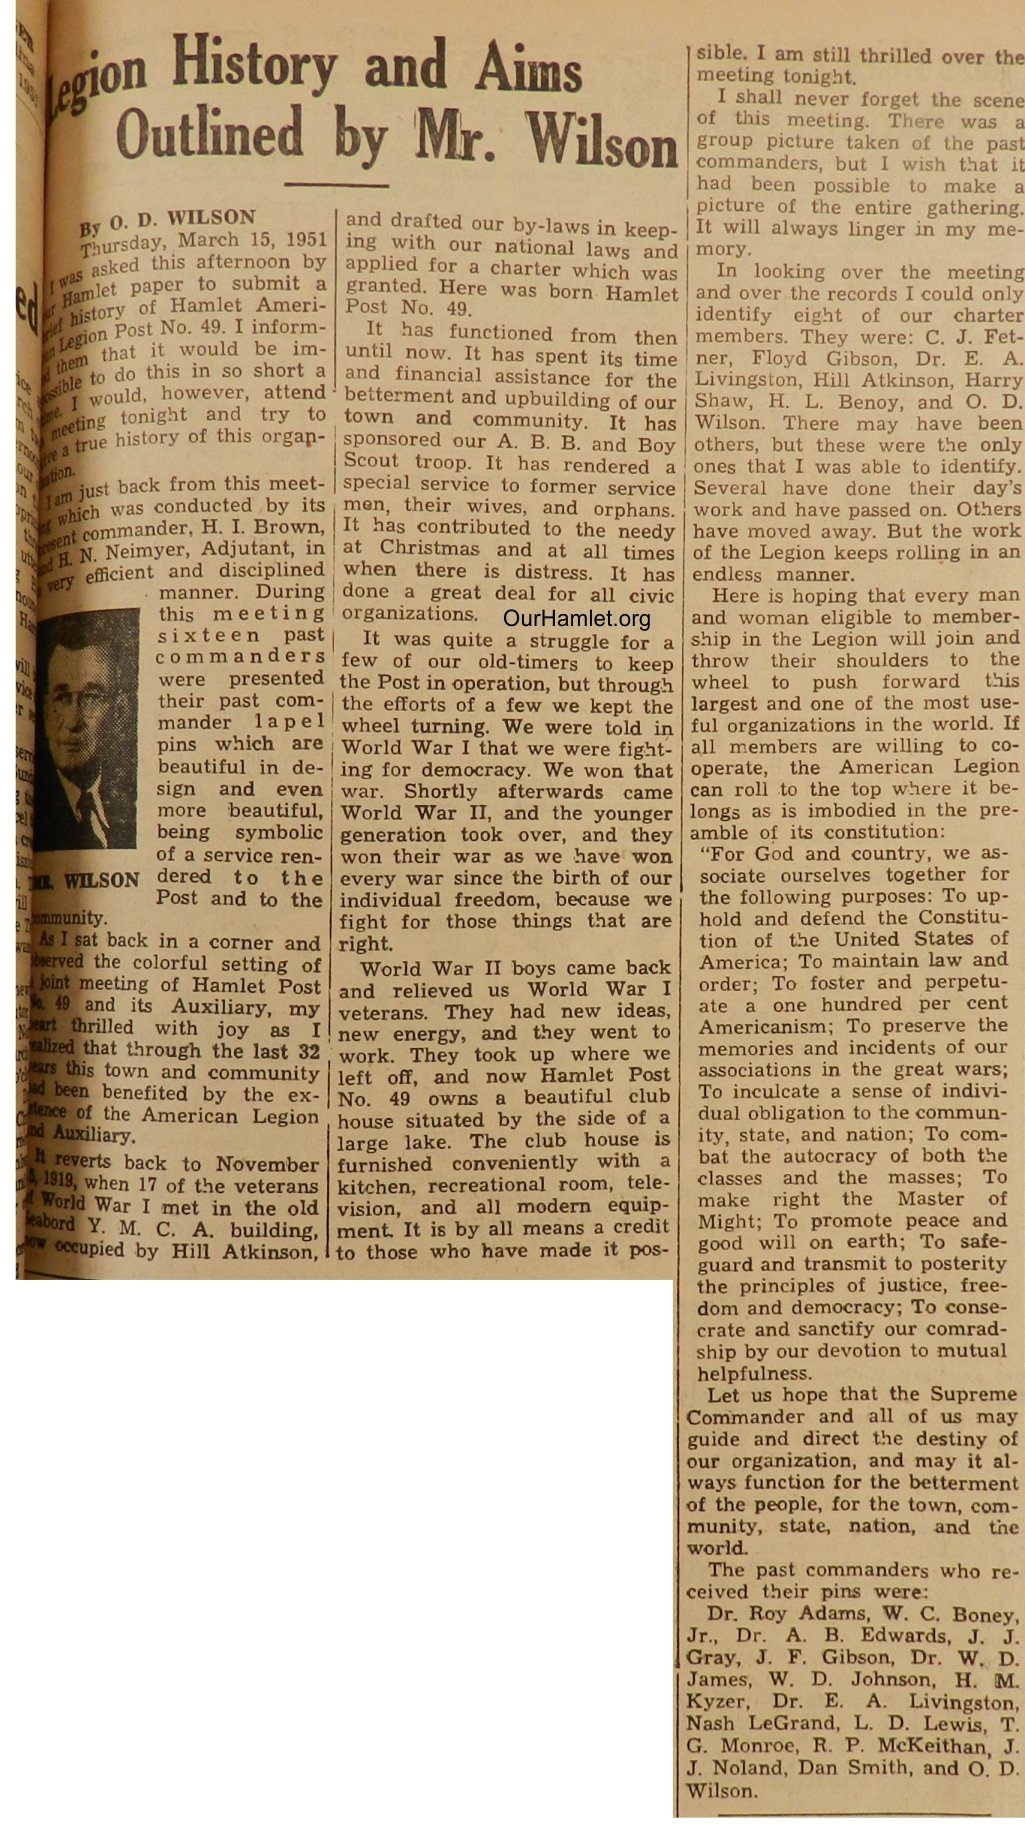 Legion History and Aims
Outlined by Mr. Wilson
By O. D. WILSON
Thursday, March 15, 1951
I was asked this afternoon by
our Hamlet paper to submit a
brief history of Hamlet Ameri-
can Legion Post No. 49. I inform-
ed them that it would be im-
possible to do this in so short a
time. I would, however, attend
meeting tonight and try to
give a true history of this organ-
ization.
I am just back from this meet-
ing which was conducted by its
present commander, H. I. Brown,
and H. N. Neimyer, Adjutant, in
very efficient and disciplined
manner. During
this meeting
sixteen past
commanders
were presented
their past com-
mander lapel
pins which are
beautiful in de-
sign and even
more beautiful,
being symbolic
of a service ren-
dered to the
Post and to the
community.
MR. WILSON
As I sat back in a corner and
observed the colorful setting of
a joint meeting of Hamlet Post
No. 49 and its Auxiliary, my
heart thrilled with joy as I
realized that through the last 32
years this town and community
had been benefited by the ex-
istence of the American Legion
and Auxiliary.
It reverts back to November
5, 1919, when 17 of the veterans
of World War I met in the old
Seabord Y. M. C. A. building,
now occupied by Hill Atkinson,
and drafted our by-laws in keep-
ing with our national laws and
applied for a charter which was
granted. Here was born Hamlet
Post No. 49.
It has functioned from then
until now. It has spent its time
and financial assistance for the
betterment and upbuilding of our
town and community. It has
sponsored our A. B. B. and Boy
Scout troop. It has rendered a
special service to former service
men, their wives, and orphans.
It has contributed to the needy
at Christmas and at all times
when there is distress. It has
done a great deal for all civic
organizations.
OurHamlet.org
It was quite a struggle for a
few of our old-timers to keep
the Post in operation, but through
the efforts of a few we kept the
wheel turning. We were told in
World War I that we were fight-
ing for democracy. We won that
war. Shortly afterwards came
World War II, and the younger
generation took over, and they
won their war as we have won
every war since the birth of our
individual freedom, because we
fight for those things that are
right.
World War II boys came back
and relieved us World War I
veterans. They had new ideas,
new energy, and they went to
work. They took up where we
left off, and now Hamlet Post
No. 49 owns a beautiful club
house situated by the side of a
large lake. The club house is
furnished conveniently with a
kitchen, recreational room, tele-
vision, and all modern equip-
ment. It is by all means a credit
to those who have made it pos-
sible. I am still thrilled over the
meeting tonight.
I shall never forget the scene
of this meeting. There was a
group picture taken of the past
commanders, but I wish that it
had been possible to make a
picture of the entire gathering.
It will always linger in my me-
mory.
In looking over the meeting
and over the records I could only
identify eight of our charter
members. They were: C. J. Fet-
ner, Floyd Gibson, Dr. E. A.
Livingston, Hill Atkinson, Harry
Shaw, H. L. Benoy, and O. D.
Wilson. There may have been
others, but these were the only
ones that I was able to identify.
Several have done their day's
work and have passed on. Others
have moved away. But the work
of the Legion keeps rolling in an
endless manner.
Here is hoping that every man
and woman eligible to member-
ship in the Legion will join and
throw their shoulders to the
wheel to push forward this
largest and one of the most use-
ful organizations in the world. If
all members are willing to co-
operate, the American Legion
can roll to the top where it be-
longs as is imbodied in the pre-
amble of its constitution:
"For God and country, we as-
sociate ourselves together for
the following purposes: To up-
hold and defend the Constitu-
tion of the United States of
America; To maintain law and
order; To foster and perpetu-
ate a one hundred per cent
Americanism; To preserve the
memories and incidents of our
associations in the great wars;
To inculcate a sense of indivi-
dual obligation to the commun-
ity, state, and nation; To com-
bat the autocracy of both the
classes and the masses; To
make right the Master of
Might; To promote peace and
good will on earth; To safe-
guard and transmit to posterity
the principles of justice, free-
dom and democracy; To conse-
crate and sanctify our comrad-
ship by our devotion to mutual
helpfulness.
Let us hope that the Supreme
Commander and all of us may
guide and direct the destiny of
our organization, and may it al-
ways function for the betterment
of the people, for the town, com-
munity, state, nation, and the
world.
The past commanders who re-
ceived their pins were:
Dr. Roy Adams, W. C. Boney,
Jr., Dr. A. B. Edwards, J. J.
Gray, J. F. Gibson, Dr. W. D.
James, W. D. Johnson, H. M.
Kyzer, Dr. E. A. Livingston,
Nash LeGrand, L. D. Lewis, T.
G. Monroe, R. P. McKeithan, J.
J. Noland, Dan Smith, and O. D.
Wilson.